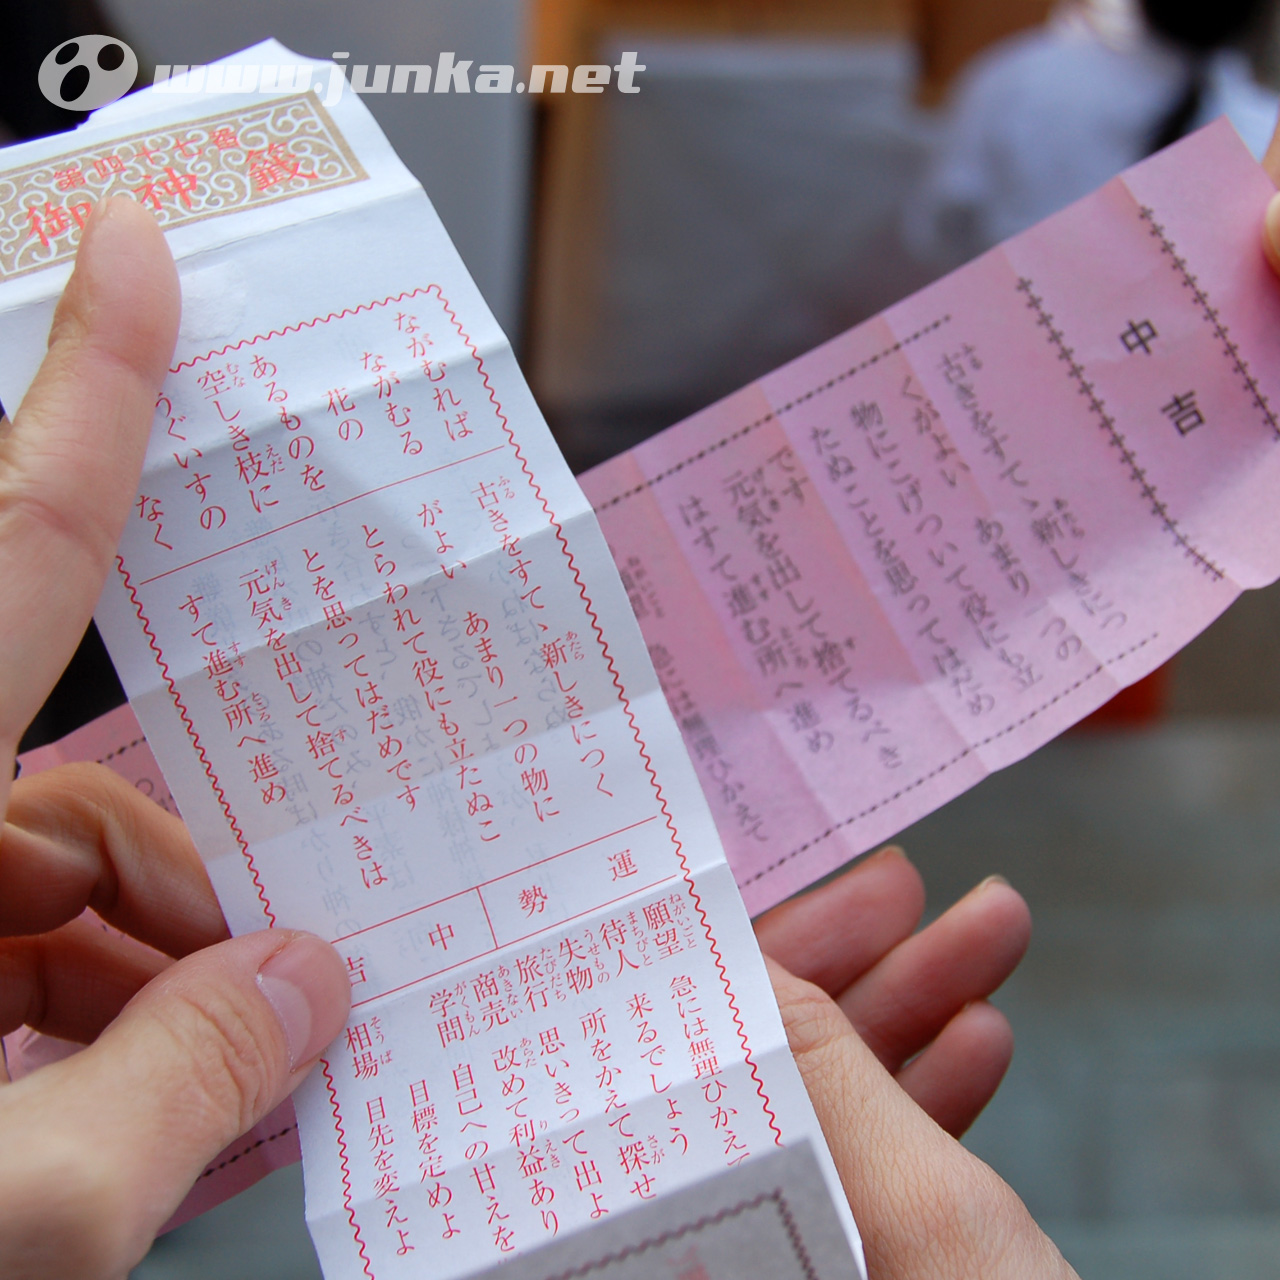 www.junka.net
第四十七番
御神籤
ながむれば
ながむる
花の
あるものを
空しき枝に
うぐいすの
なく
古きをすて、新しきにつく
がよい　あまり一つの物に
とらわれて役にも立たぬこ
とを思ってはだめです
元気を出して捨てるべきは
すて進む所へ進め
運勢
中吉
願望　急には無理ひかえて
待人　来るでしょう
失物　所をかえて探せ
旅行　思いきって出よ
商売　改めて利益あり
学問　自己への甘えを
目標を定めよ
相場　目先を変えよ
中吉
古きをすて、新しきにつ
くがよい　あまり　つの
物にこげついて役にも立
たぬことを思ってはだめ
です
元気を出して捨てるべき
はすて進む所へ進め
急には無理ひかえて